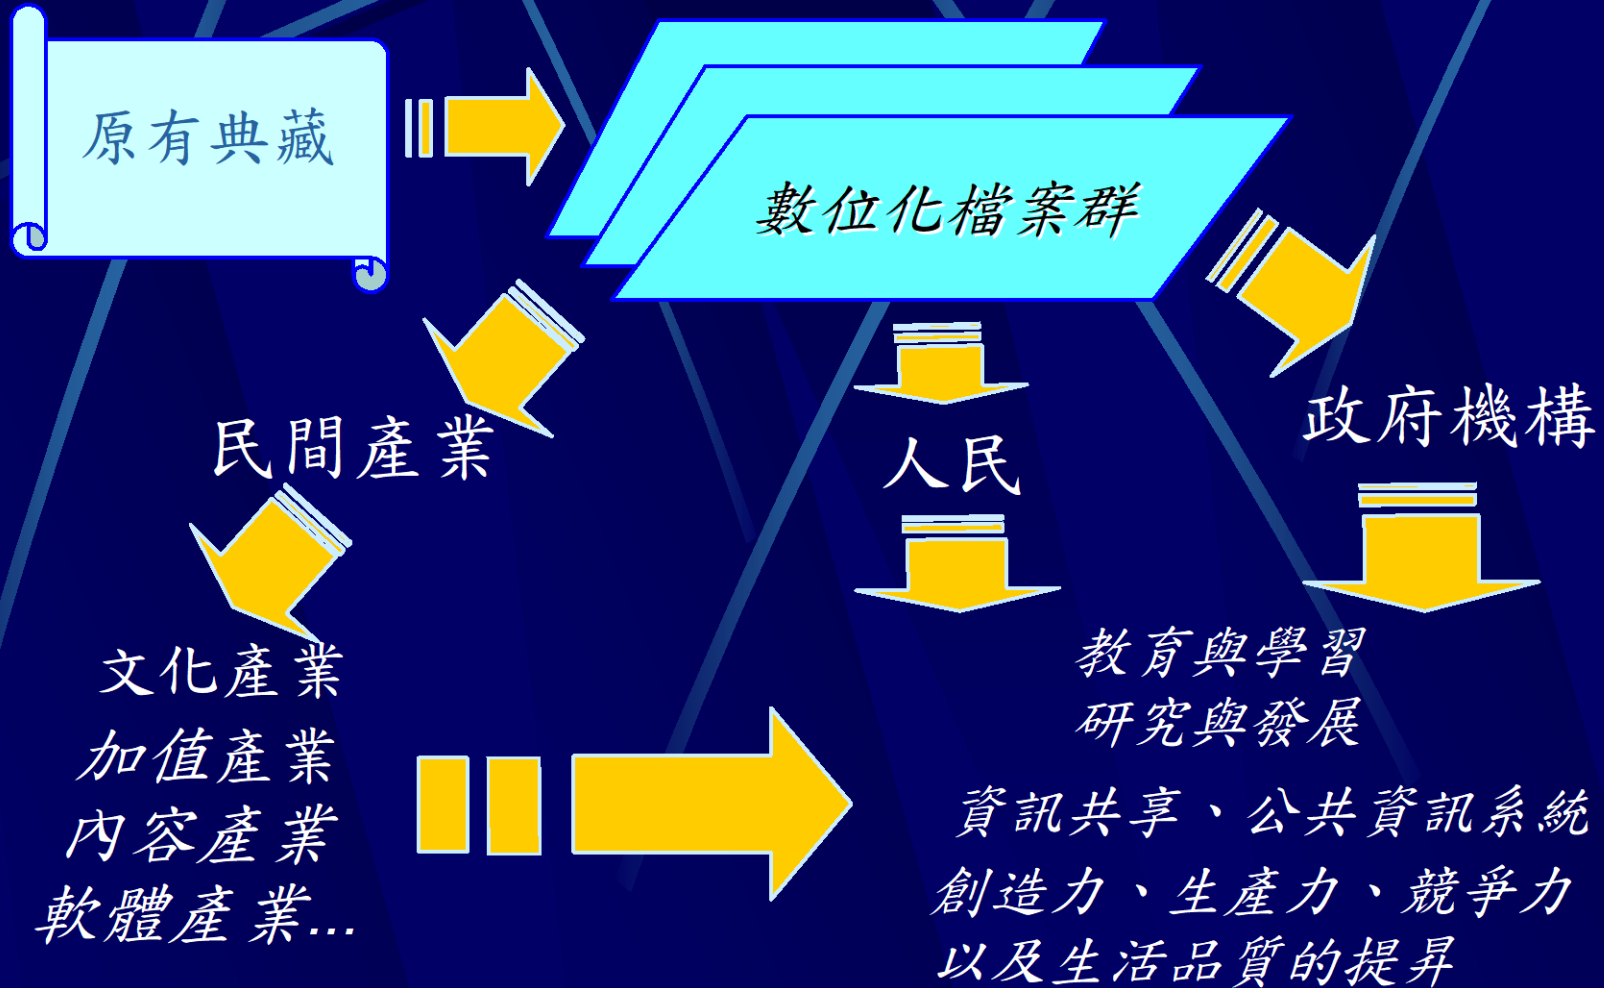 原有典藏
數位化檔案群
民間產業
人民
政府機構
文化產業
加值產業
內容產業
軟體產業...
教育與學習
研究與發展
資訊共享、公共資訊系統
創造力、生產力、競爭力
以及生活品質的提昇